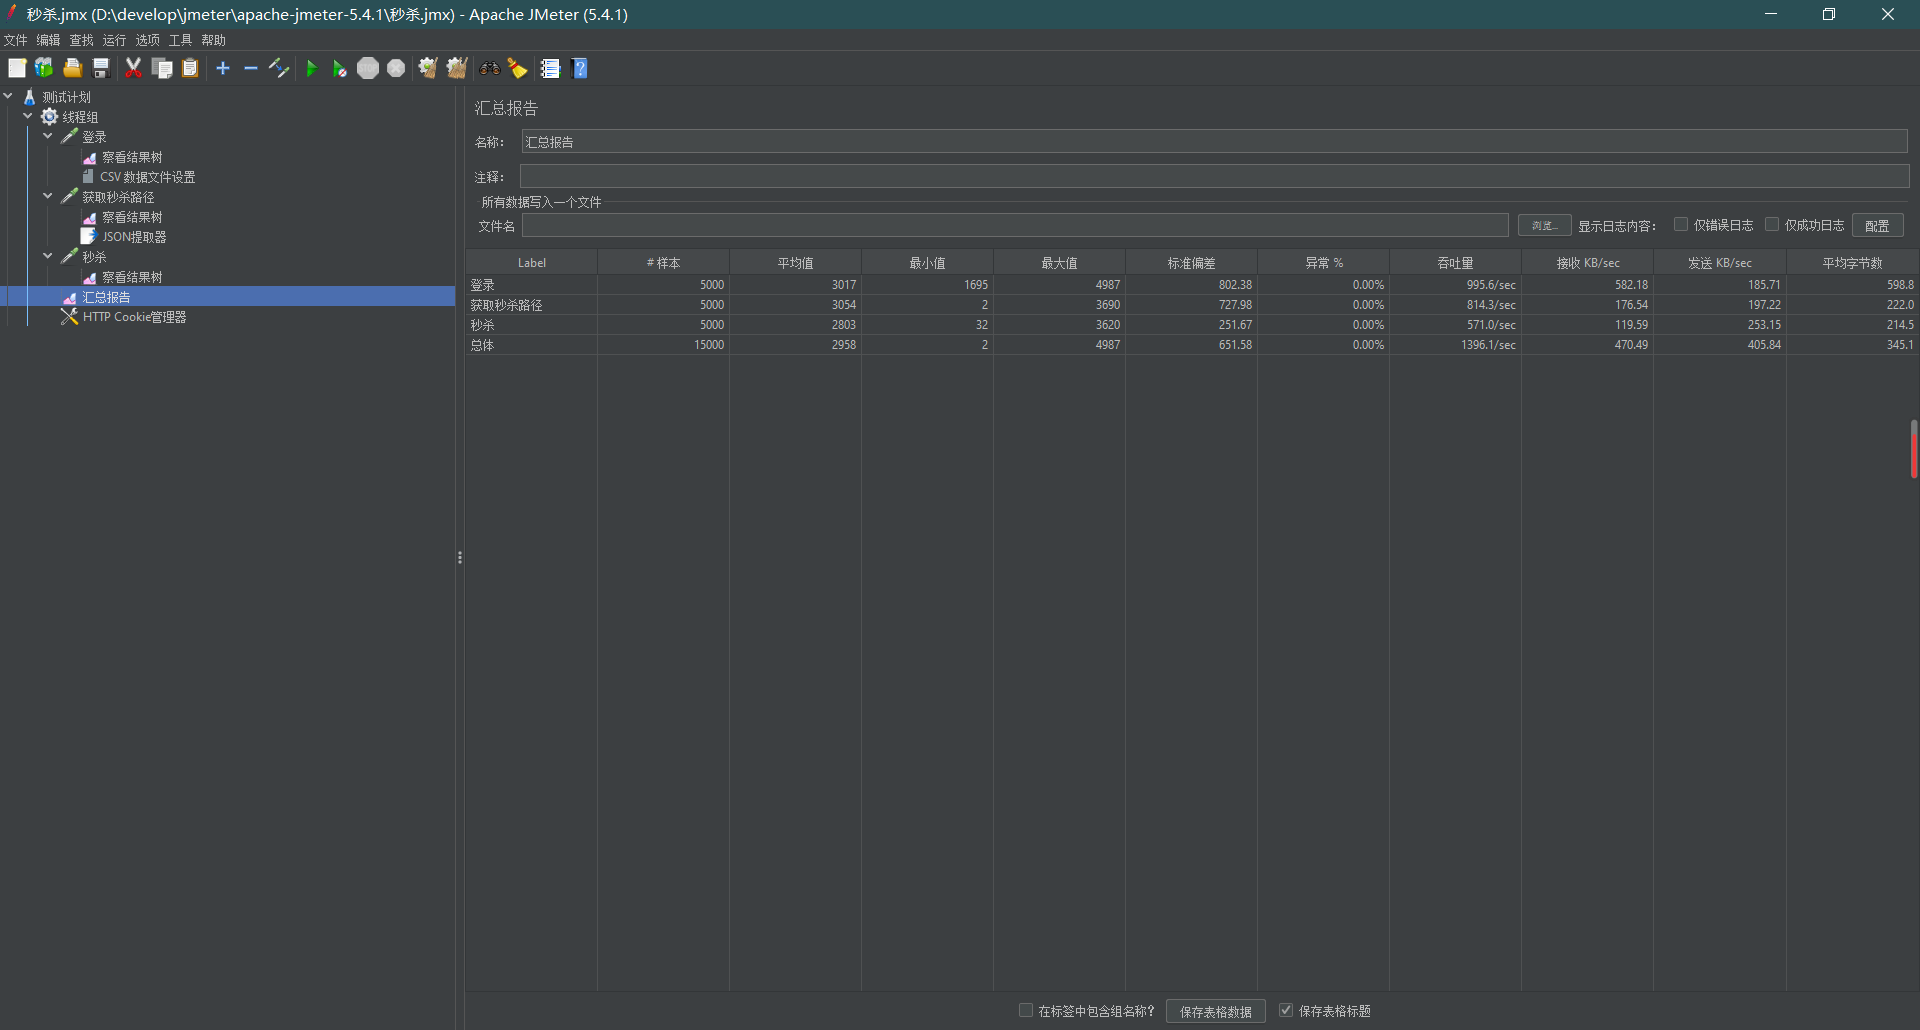 秒杀.jmx (D:\develop\jmeter\apache-jmeter-5.4.1\秒杀.jmx) - Apache JMeter (5.4.1)
文件 编辑 查找 运行 选项 工具 帮助
测试计划
线程组
登录
察看结果树
CSV 数据文件设置
获取秒杀路径
察看结果树
JSON提取器
秒杀
察看结果树
汇总报告
HTTP Cookie管理器
汇总报告
名称： 汇总报告
注释：
所有数据写入一个文件
文件名 浏览... 显示日志内容： 仅错误日志 仅成功日志 配置
Label # 样本 平均值 最小值 最大值 标准偏差 异常 % 吞吐量 接收 KB/sec 发送 KB/sec 平均字节数
登录 5000 3017 1695 4987 802.38 0.00% 995.6/sec 582.18 185.71 598.8
获取秒杀路径 5000 3054 2 3690 727.98 0.00% 814.3/sec 176.54 197.22 222.0
秒杀 5000 2803 32 3620 251.67 0.00% 571.0/sec 119.59 253.15 214.5
总体 15000 2958 2 4987 651.58 0.00% 1396.1/sec 470.49 405.84 345.1
在标签中包含组名称？ 保存表格数据 保存表格标题